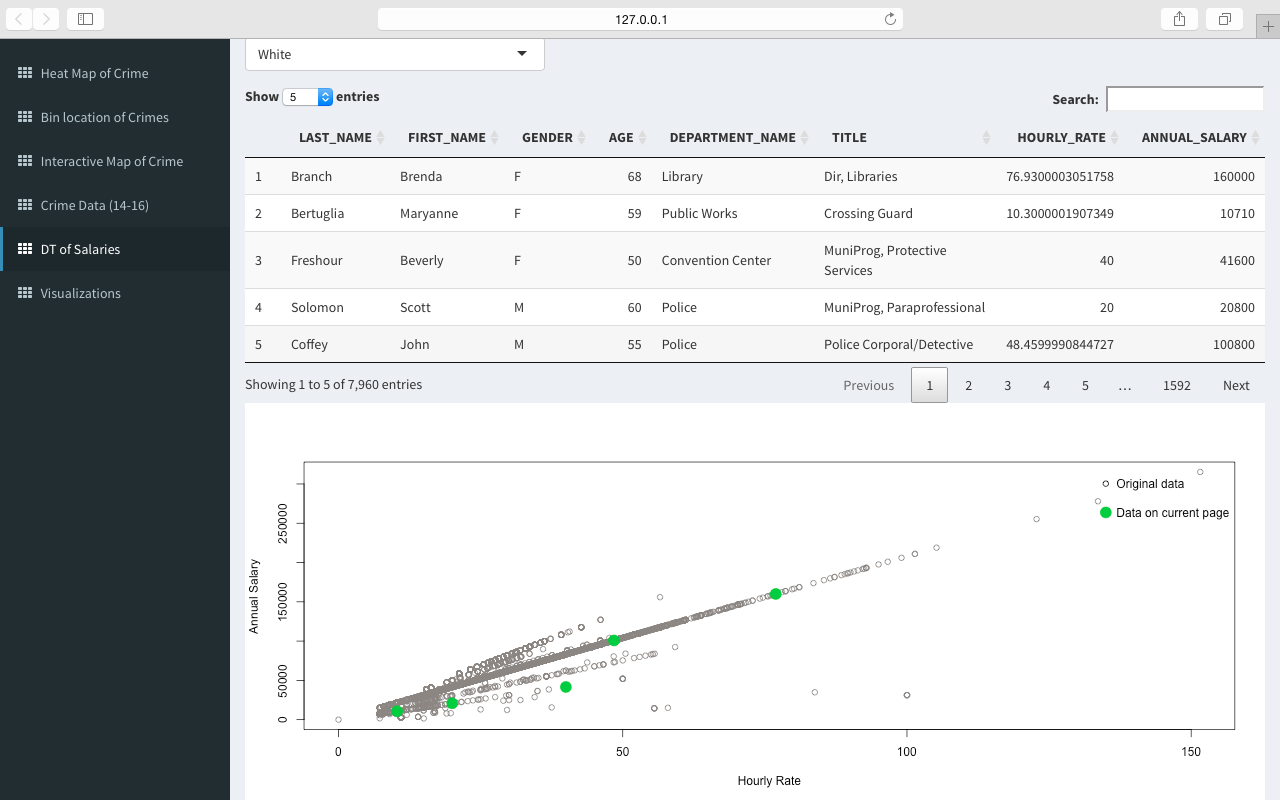 127.0.0.1
Heat Map of Crime
Bin location of Crimes
Interactive Map of Crime
Crime Data (14-16)
DT of Salaries
Visualizations
White
Show 5 entries
Search:
LAST_NAME FIRST_NAME GENDER AGE DEPARTMENT_NAME TITLE HOURLY_RATE ANNUAL_SALARY
1 Branch Brenda F 68 Library Dir, Libraries 76.9300003051758 160000
2 Bertuglia Maryanne F 59 Public Works Crossing Guard 10.3000001907349 10710
3 Freshour Beverly F 50 Convention Center MuniProg, Protective Services 40 41600
4 Solomon Scott M 60 Police MuniProg, Paraprofessional 20 20800
5 Coffey John M 55 Police Police Corporal/Detective 48.4599990844727 100800
Showing 1 to 5 of 7,960 entries
Previous 1 2 3 4 5 … 1592 Next
Original data
Data on current page
Annual Salary
250000
150000
50000
0
0 50 100 150
Hourly Rate